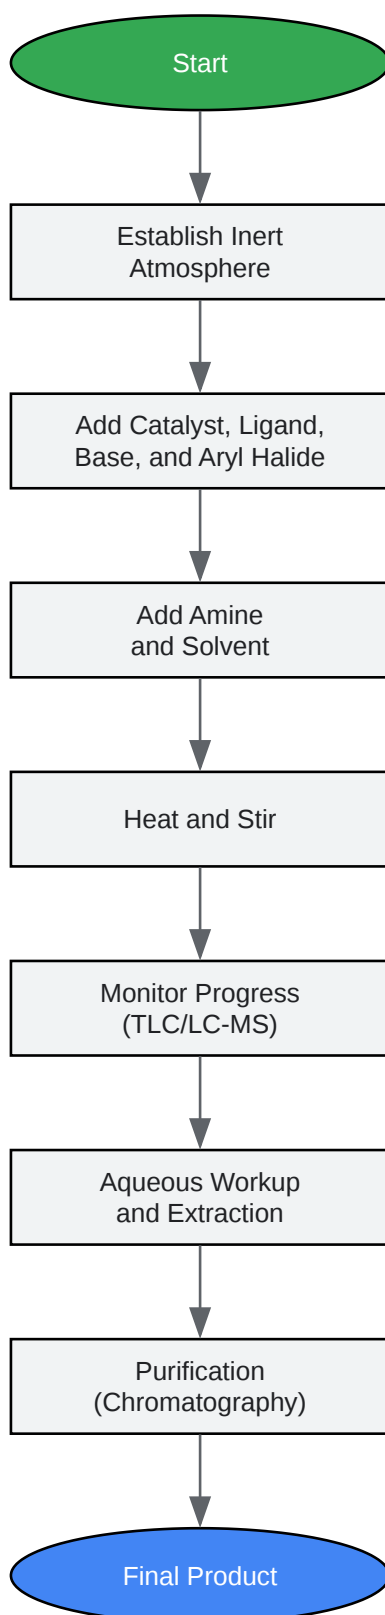 Start
Establish Inert
Atmosphere
Add Catalyst, Ligand,
Base, and Aryl Halide
Add Amine
and Solvent
Heat and Stir
Monitor Progress
(TLC/LC-MS)
Aqueous Workup
and Extraction
Purification
(Chromatography)
Final Product